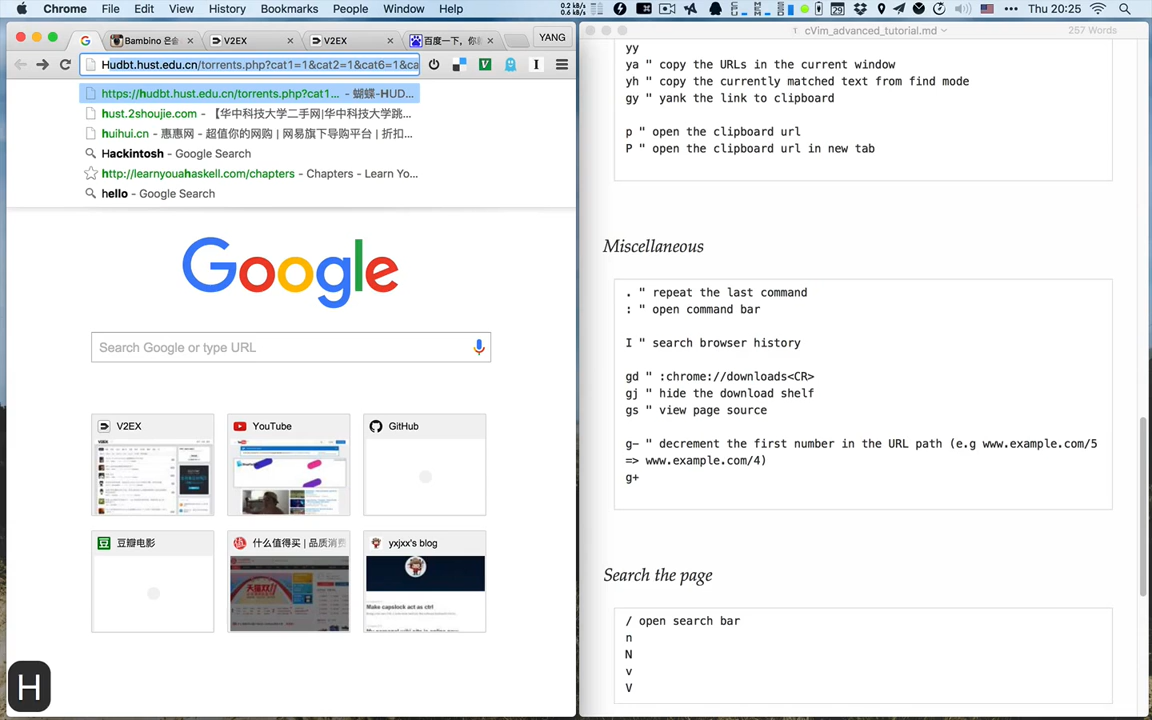 Chrome File Edit View History Bookmarks People Window Help
0.2 kB/s
0.6 kB/s
Thu 20:25
Bambino 은솔
V2EX
V2EX
百度一下，你
YANG
Hudbt.hust.edu.cn/torrents.php?cat1=1&cat2=1&cat6=1&ca
https://hudbt.hust.edu.cn/torrents.php?cat1... - 蝴蝶-HUD...
hust.2shoujie.com - 【华中科技大学二手网|华中科技大学跳...
huihui.cn - 惠惠网 - 超值你的网购 | 网易旗下导购平台 | 折扣...
Hackintosh - Google Search
http://learnyouahaskell.com/chapters - Chapters - Learn Yo...
hello - Google Search
Google
Search Google or type URL
V2EX
YouTube
GitHub
豆瓣电影
什么值得买 | 品质消费
yxjxx's blog
Make capslock act as ctrl
H
cVim_advanced_tutorial.md
257 Words
yy
ya " copy the URLs in the current window
yh " copy the currently matched text from find mode
gy " yank the link to clipboard
p " open the clipboard url
P " open the clipboard url in new tab
Miscellaneous
. " repeat the last command
: " open command bar
I " search browser history
gd " :chrome://downloads<CR>
gj " hide the download shelf
gs " view page source
g- " decrement the first number in the URL path (e.g www.example.com/5
=> www.example.com/4)
g+
Search the page
/ open search bar
n
N
v
V